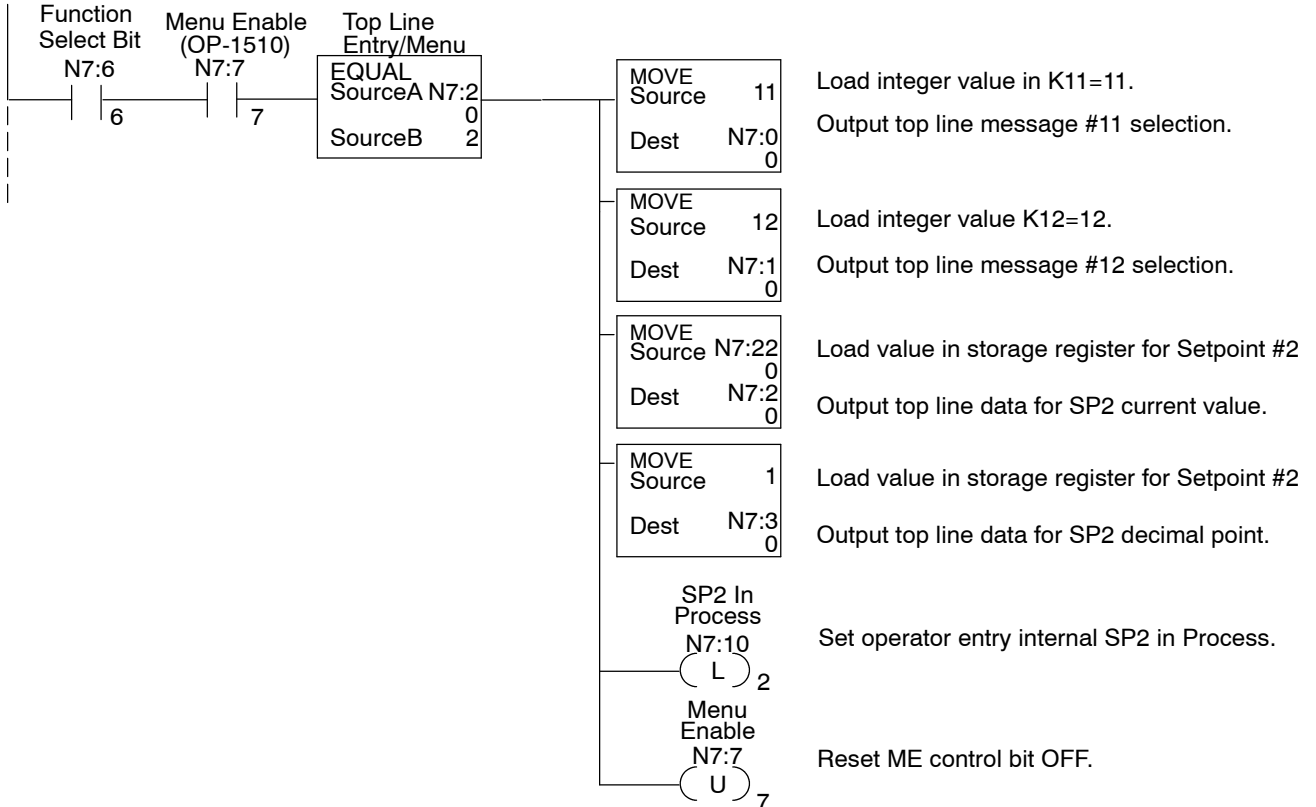 Function
Select Bit
N7:6
6
Menu Enable
(OP-1510)
N7:7
7
Top Line
Entry/Menu
EQUAL
SourceA N7:2
0
SourceB 2
MOVE
Source 11
Dest N7:0
0
Load integer value in K11=11.
Output top line message #11 selection.
MOVE
Source 12
Dest N7:1
0
Load integer value K12=12.
Output top line message #12 selection.
MOVE
Source N7:22
0
Dest N7:2
0
Load value in storage register for Setpoint #2
Output top line data for SP2 current value.
MOVE
Source 1
Dest N7:3
0
Load value in storage register for Setpoint #2
Output top line data for SP2 decimal point.
SP2 In
Process
N7:10
L
2
Set operator entry internal SP2 in Process.
Menu
Enable
N7:7
U
7
Reset ME control bit OFF.